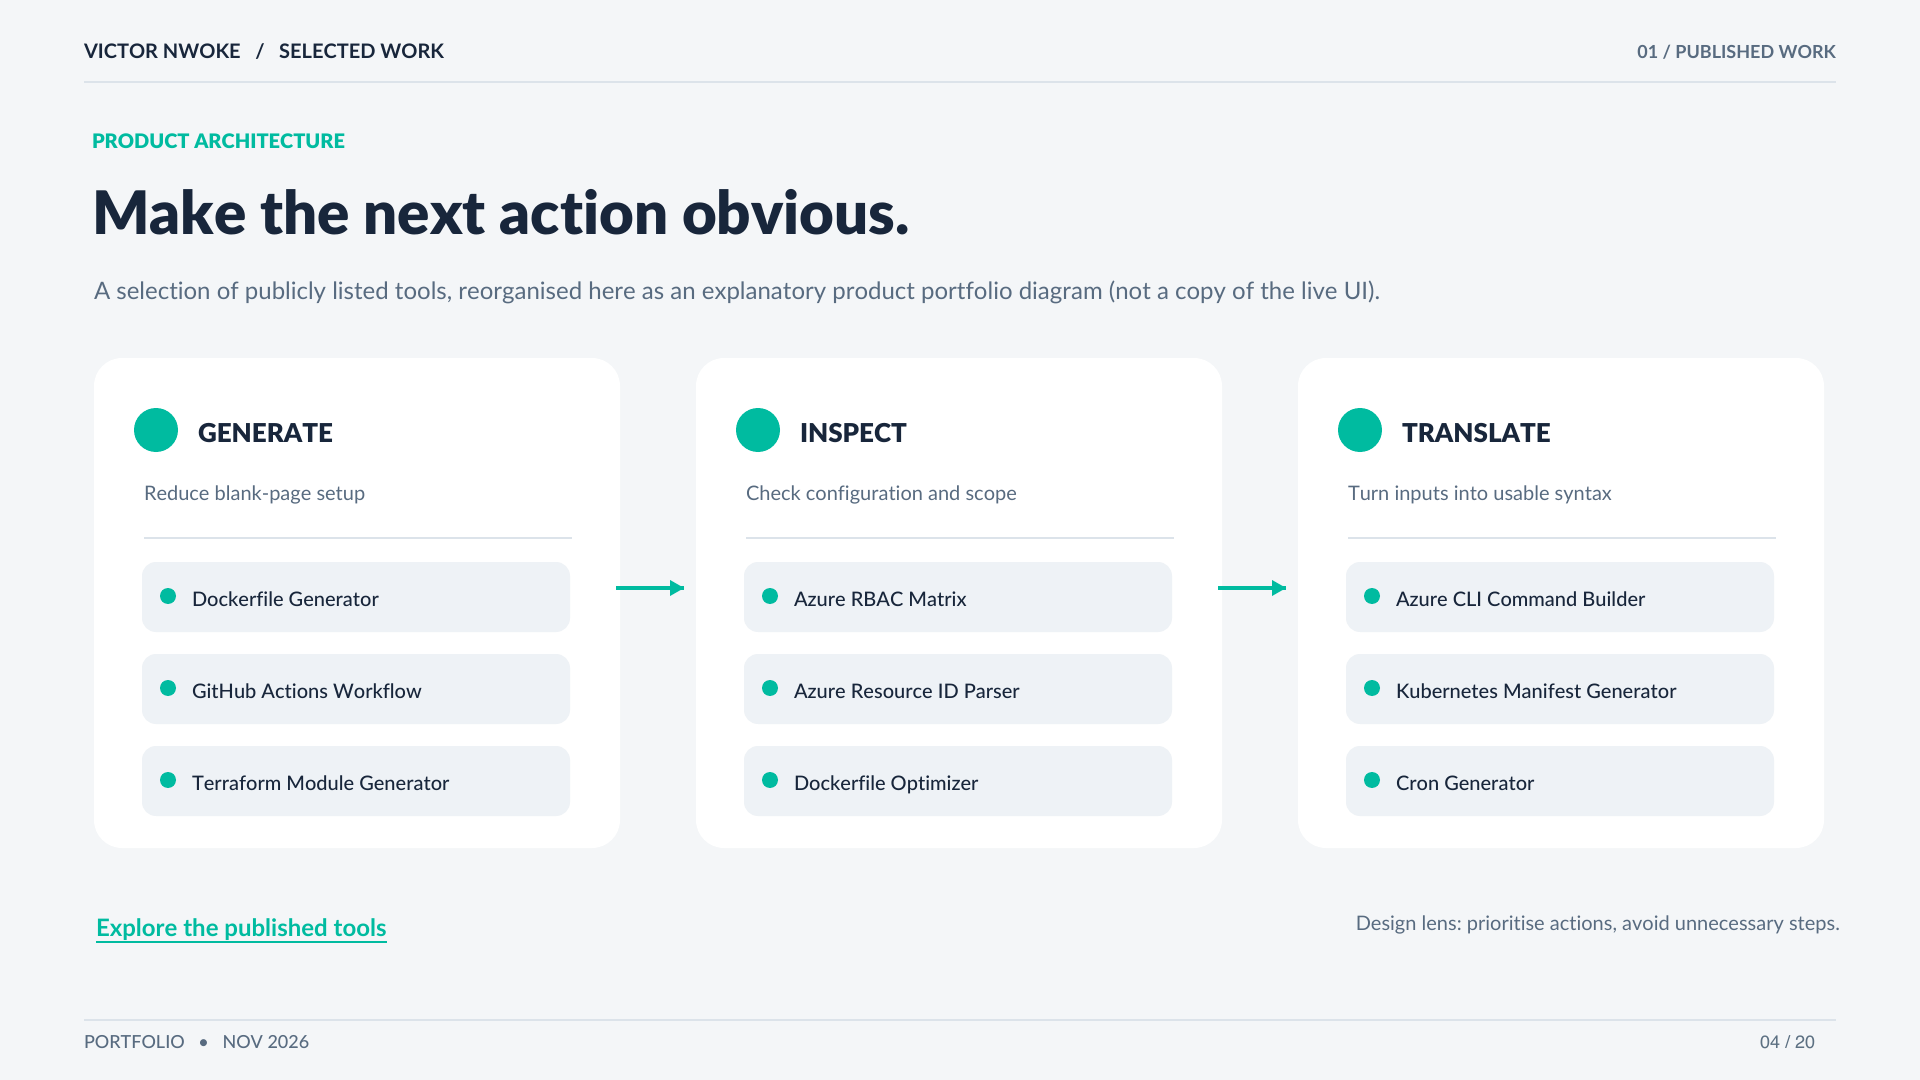 VICTOR NWOKE / SELECTED WORK
01 / PUBLISHED WORK
PRODUCT ARCHITECTURE
Make the next action obvious.
A selection of publicly listed tools, reorganised here as an explanatory product portfolio diagram (not a copy of the live UI).
GENERATE
Reduce blank-page setup
Dockerfile Generator
GitHub Actions Workflow
Terraform Module Generator
INSPECT
Check configuration and scope
Azure RBAC Matrix
Azure Resource ID Parser
Dockerfile Optimizer
TRANSLATE
Turn inputs into usable syntax
Azure CLI Command Builder
Kubernetes Manifest Generator
Cron Generator
Explore the published tools
Design lens: prioritise actions, avoid unnecessary steps.
PORTFOLIO • NOV 2026
04 / 20